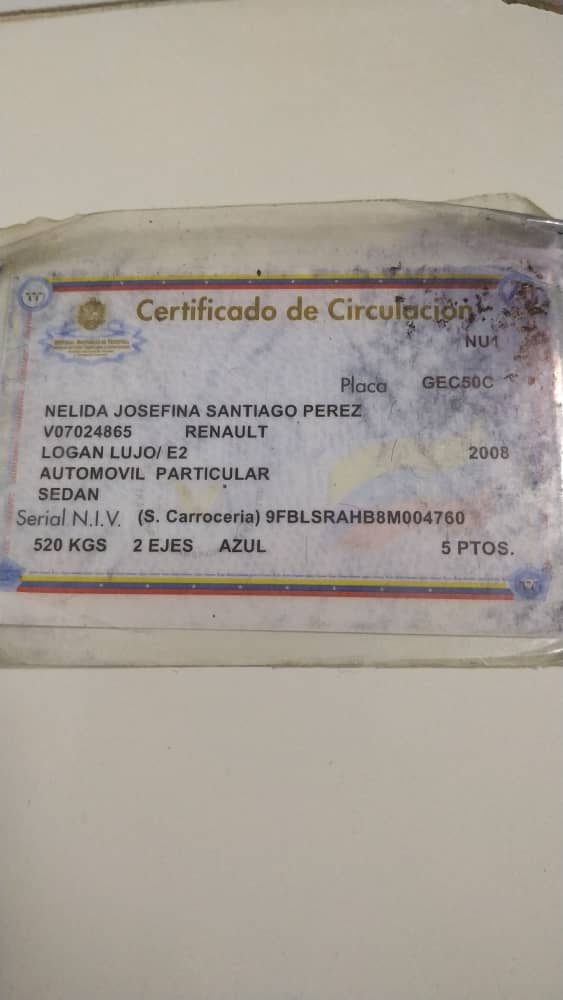 Certificado de Circulación
NU1
Placa GEC50C
NELIDA JOSEFINA SANTIAGO PEREZ
V07024865 RENAULT
LOGAN LUJO/ E2 2008
AUTOMOVIL PARTICULAR
SEDAN
Serial N.I.V. (S. Carroceria) 9FBLSRAHB8M004760
520 KGS 2 EJES AZUL 5 PTOS.